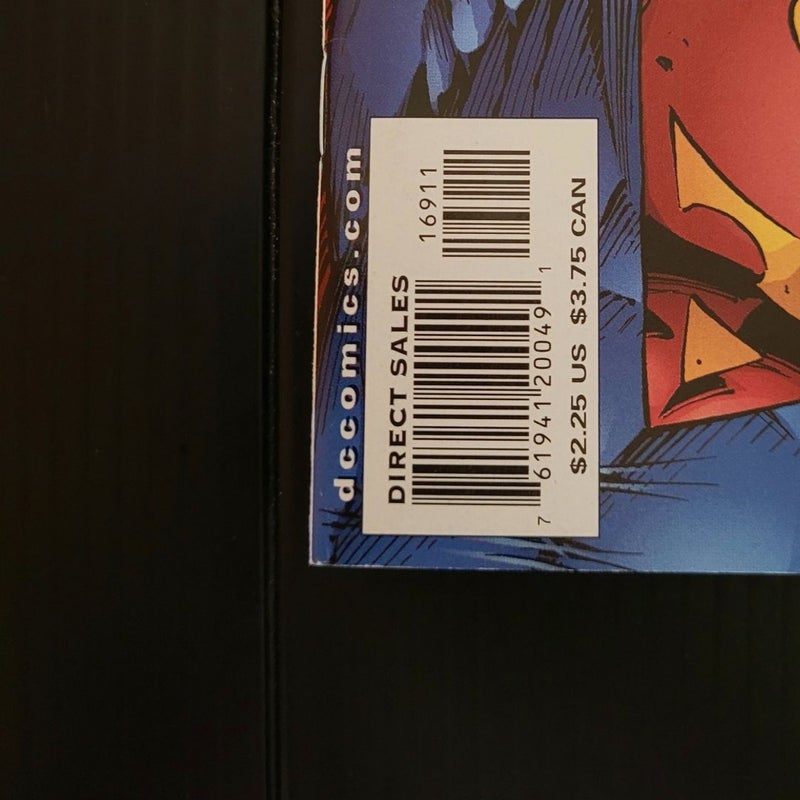 dccomics.com
DIRECT SALES
16911
7 61941 20049 1
$2.25 US $3.75 CAN